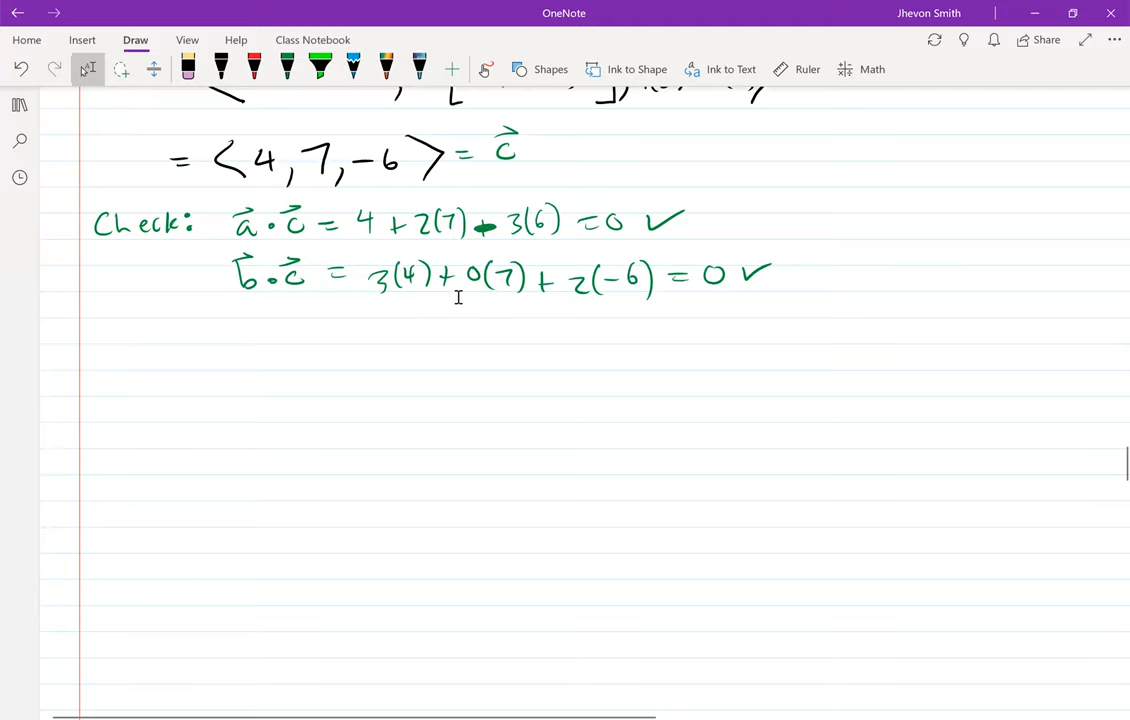 OneNote
Jhevon Smith
Home Insert Draw View Help Class Notebook
Share
Shapes Ink to Shape Ink to Text Ruler Math
= <4, 7, -6> = c⃗
Check: a⃗ • c⃗ = 4 + 2(7) - 3(6) = 0 ✓
b⃗ • c⃗ = 3(4) + 0(7) + 2(-6) = 0 ✓